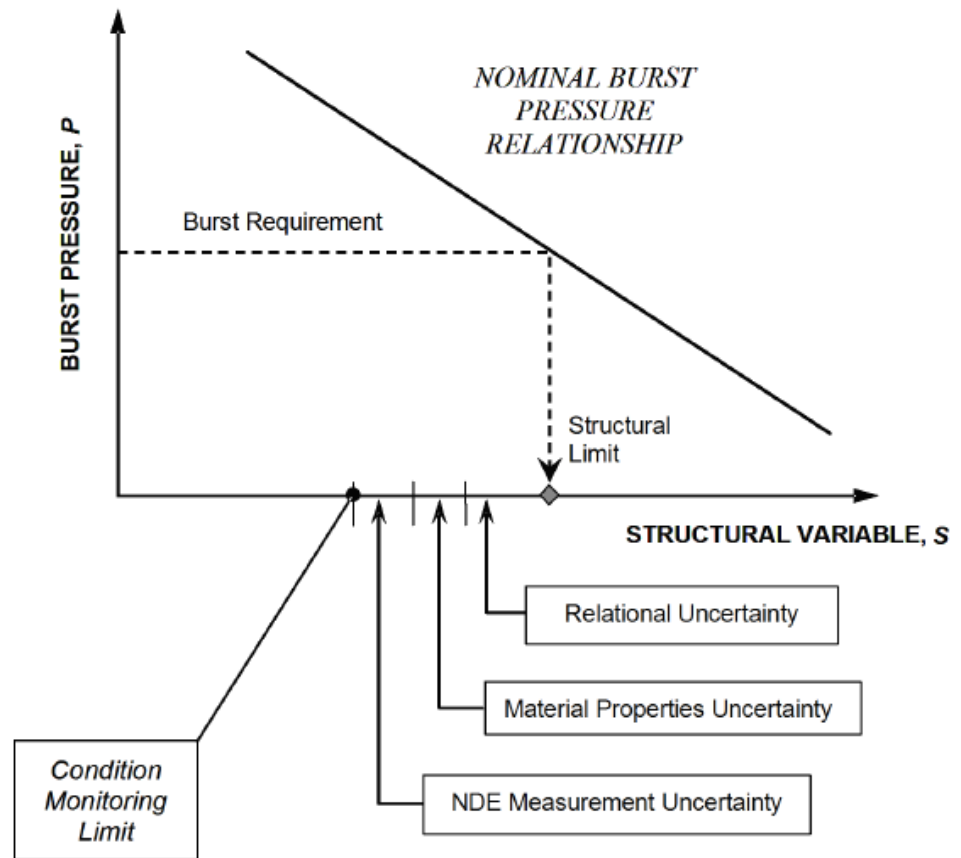 NOMINAL BURST
PRESSURE
RELATIONSHIP
BURST PRESSURE, P
Burst Requirement
Structural
Limit
STRUCTURAL VARIABLE, S
Relational Uncertainty
Material Properties Uncertainty
NDE Measurement Uncertainty
Condition
Monitoring
Limit